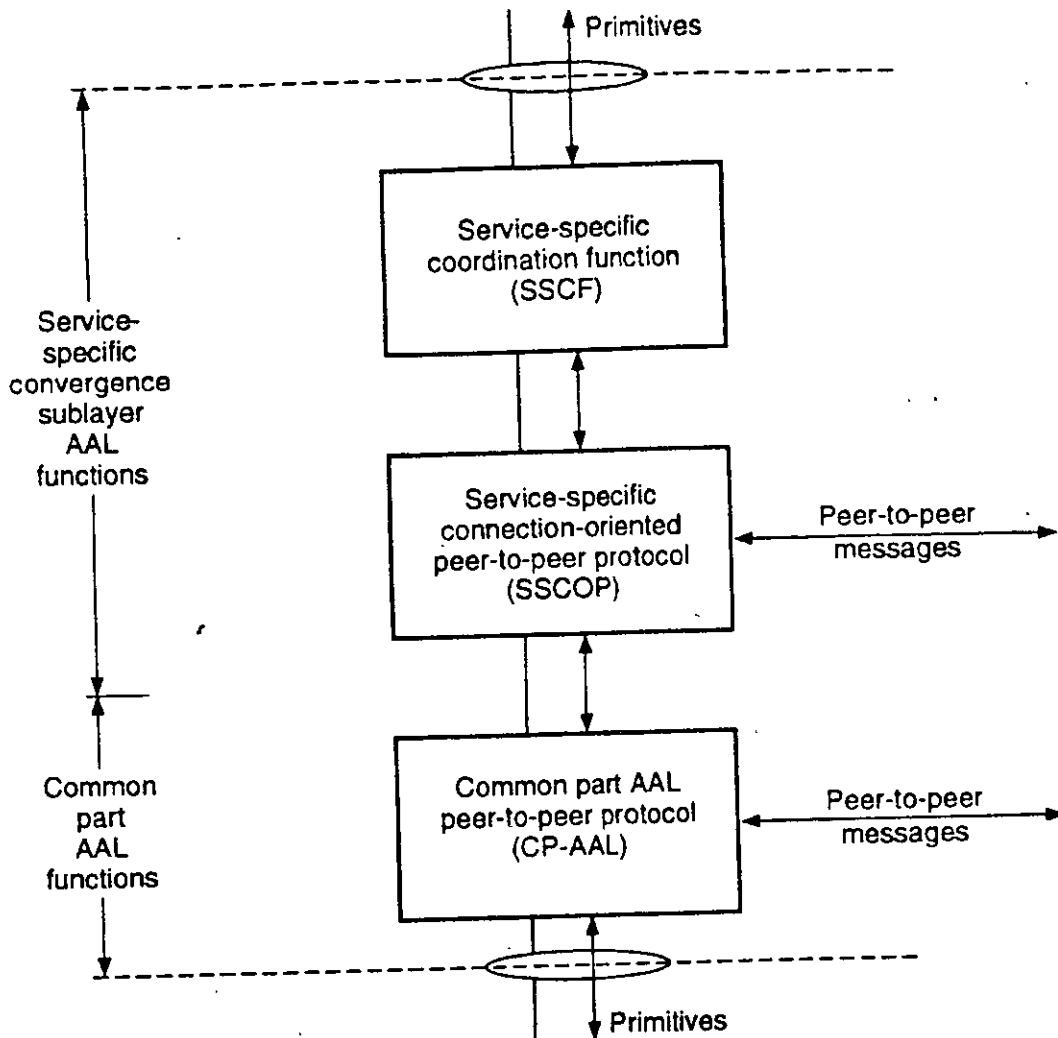 Primitives
Service-specific
coordination function
(SSCF)
Service-
specific
convergence
sublayer
AAL
functions
Service-specific
connection-oriented
peer-to-peer protocol
(SSCOP)
Peer-to-peer
messages
Common part AAL
peer-to-peer protocol
(CP-AAL)
Peer-to-peer
messages
Common
part
AAL
functions
Primitives